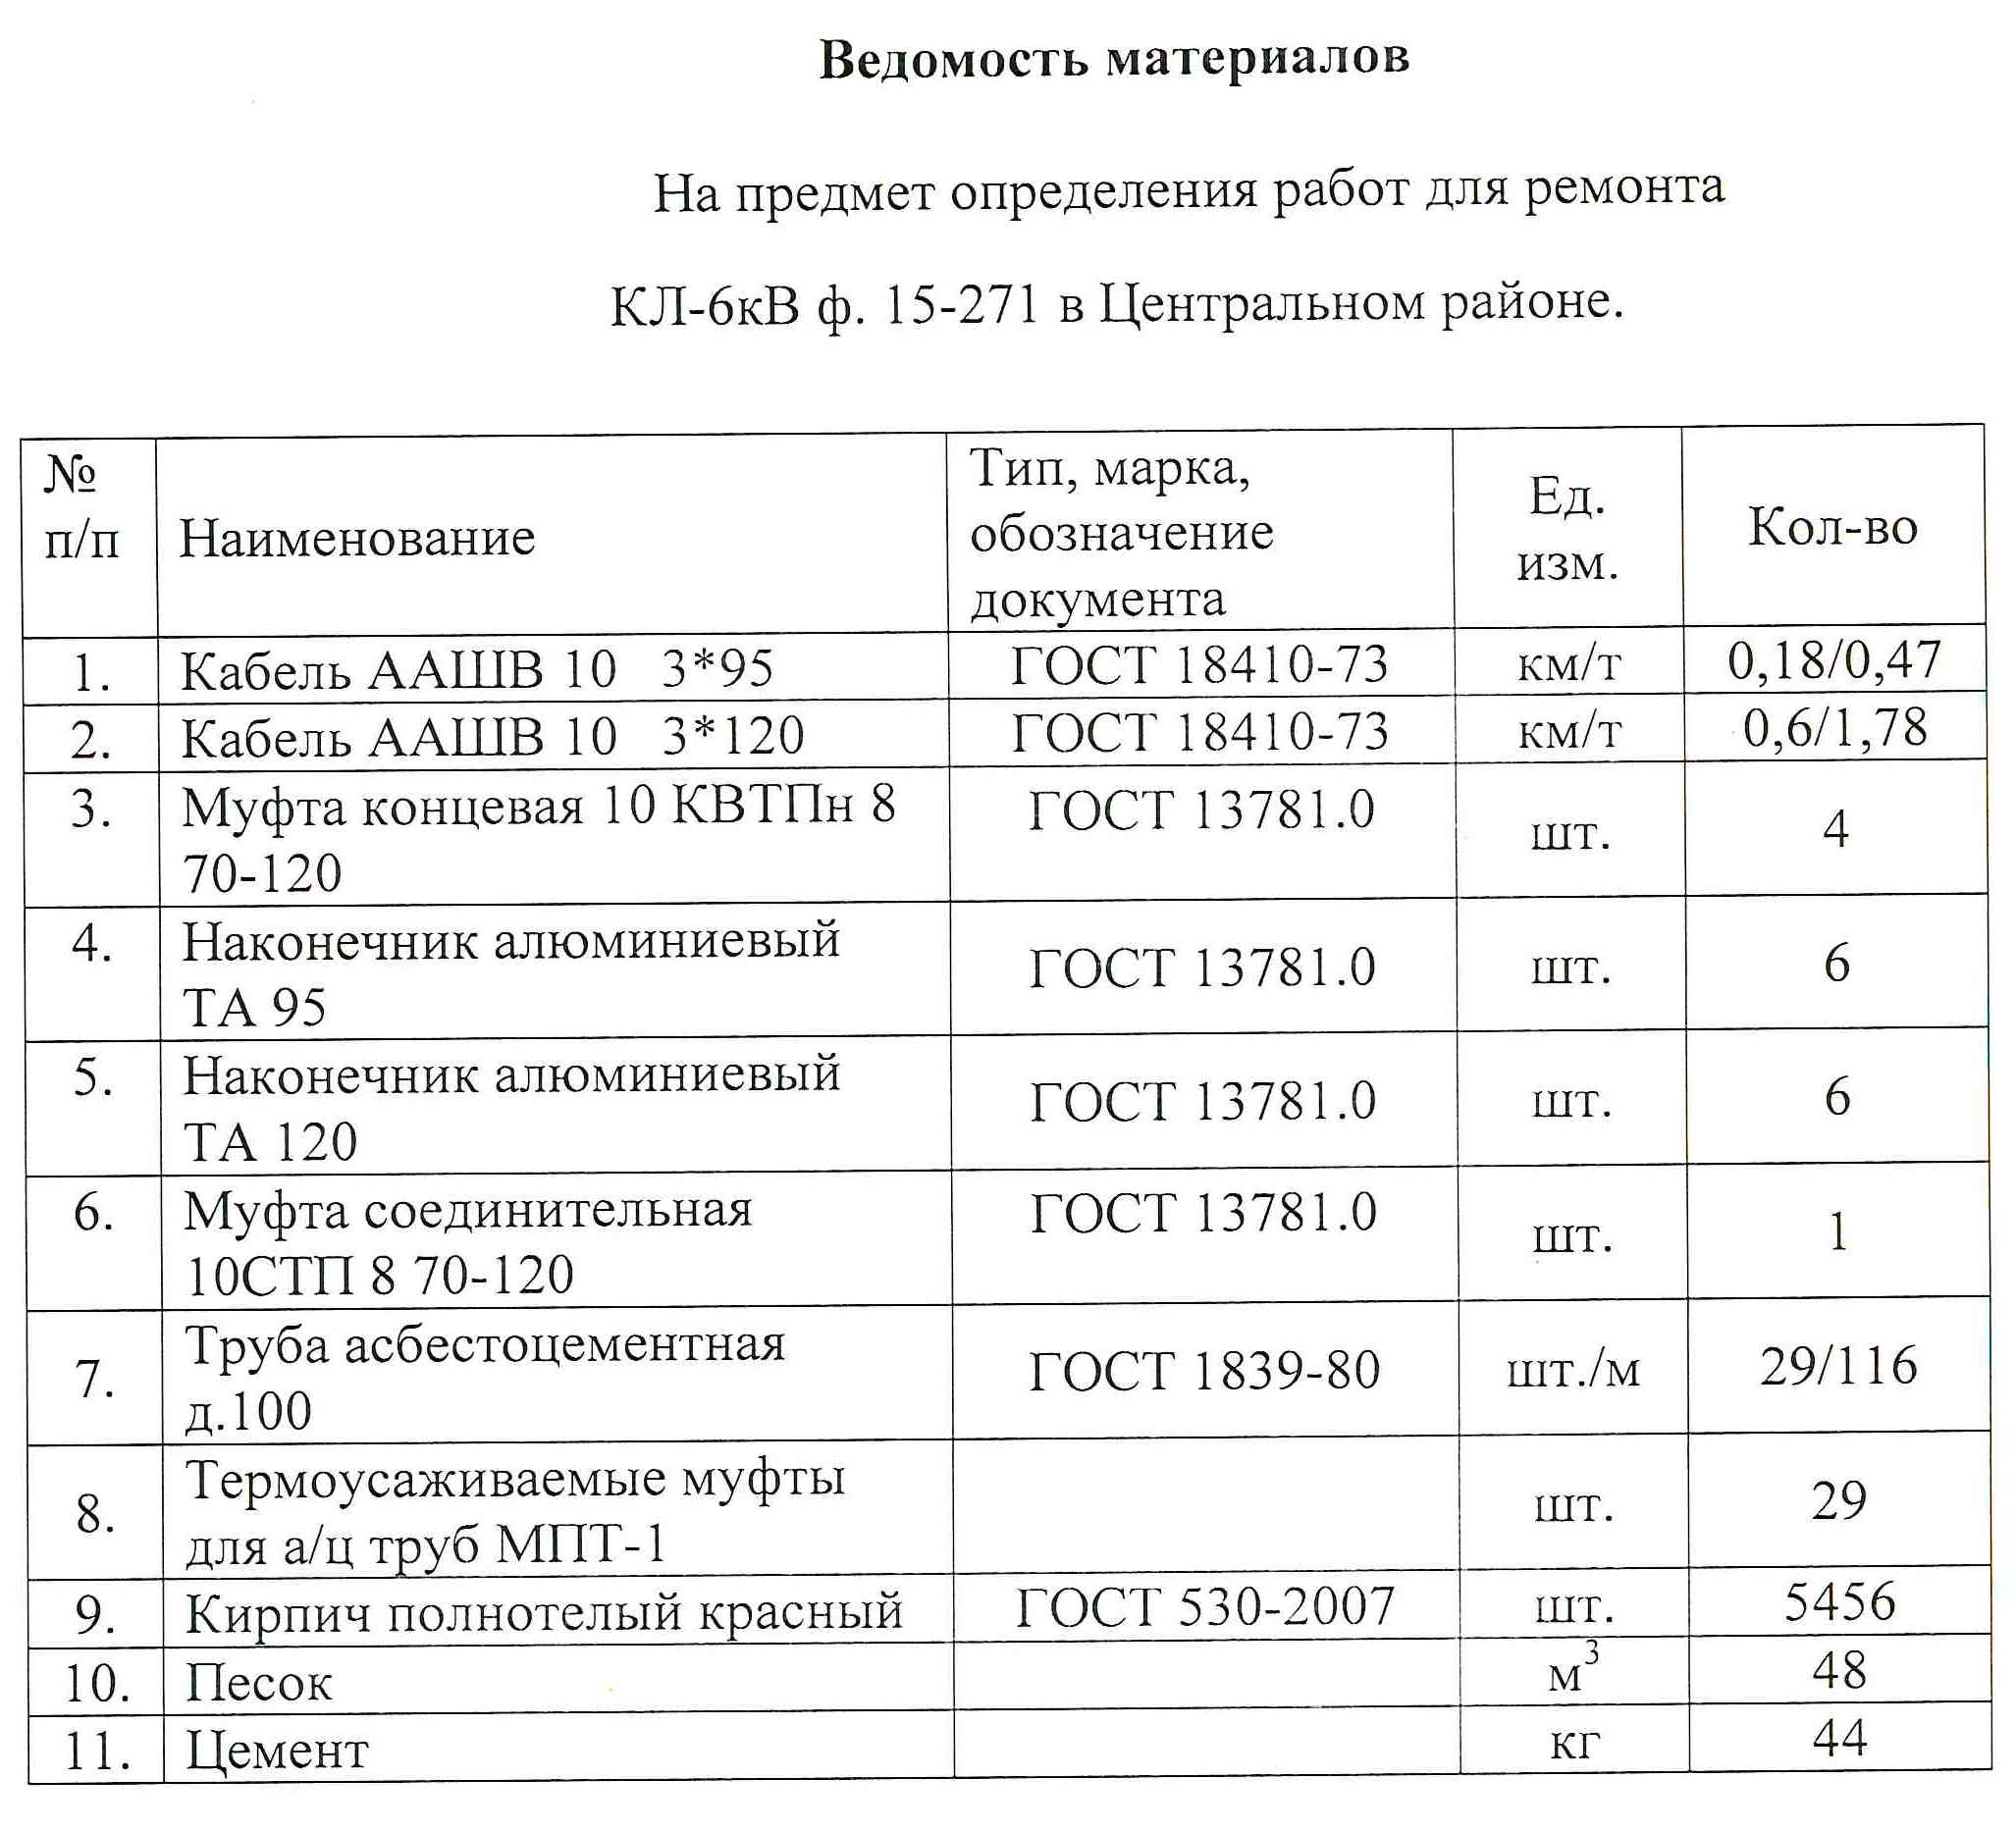 Ведомость материалов
На предмет определения работ для ремонта
КЛ-6кВ ф. 15-271 в Центральном районе.
№ п/п Наименование Тип, марка, обозначение документа Ед. изм. Кол-во
1. Кабель ААШВ 10 3*95 ГОСТ 18410-73 км/т 0,18/0,47
2. Кабель ААШВ 10 3*120 ГОСТ 18410-73 км/т 0,6/1,78
3. Муфта концевая 10 КВТПн 8 ГОСТ 13781.0 шт. 4
70-120
4. Наконечник алюминиевый ГОСТ 13781.0 шт. 6
ТА 95
5. Наконечник алюминиевый ГОСТ 13781.0 шт. 6
ТА 120
6. Муфта соединительная ГОСТ 13781.0 шт. 1
10СТП 8 70-120
7. Труба асбестоцементная ГОСТ 1839-80 шт./м 29/116
д.100
8. Термоусаживаемые муфты шт. 29
для а/ц труб МПТ-1
9. Кирпич полнотелый красный ГОСТ 530-2007 шт. 5456
10. Песок м³ 48
11. Цемент кг 44